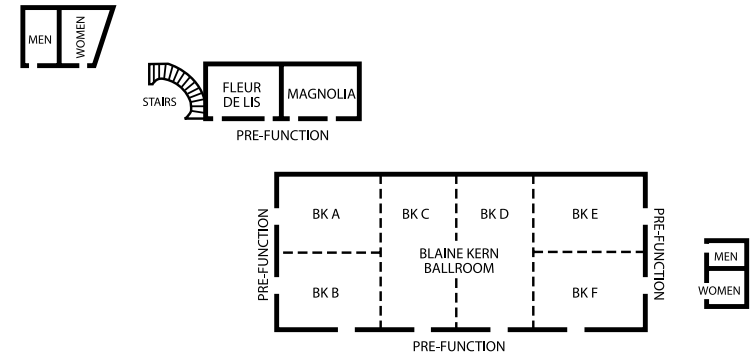 MEN
WOMEN
STAIRS
FLEUR
DE LIS
MAGNOLIA
PRE-FUNCTION
BK A
BK C
BK D
BK E
PRE-FUNCTION
PRE-FUNCTION
BLAINE KERN
BALLROOM
BK B
BK F
MEN
WOMEN
PRE-FUNCTION